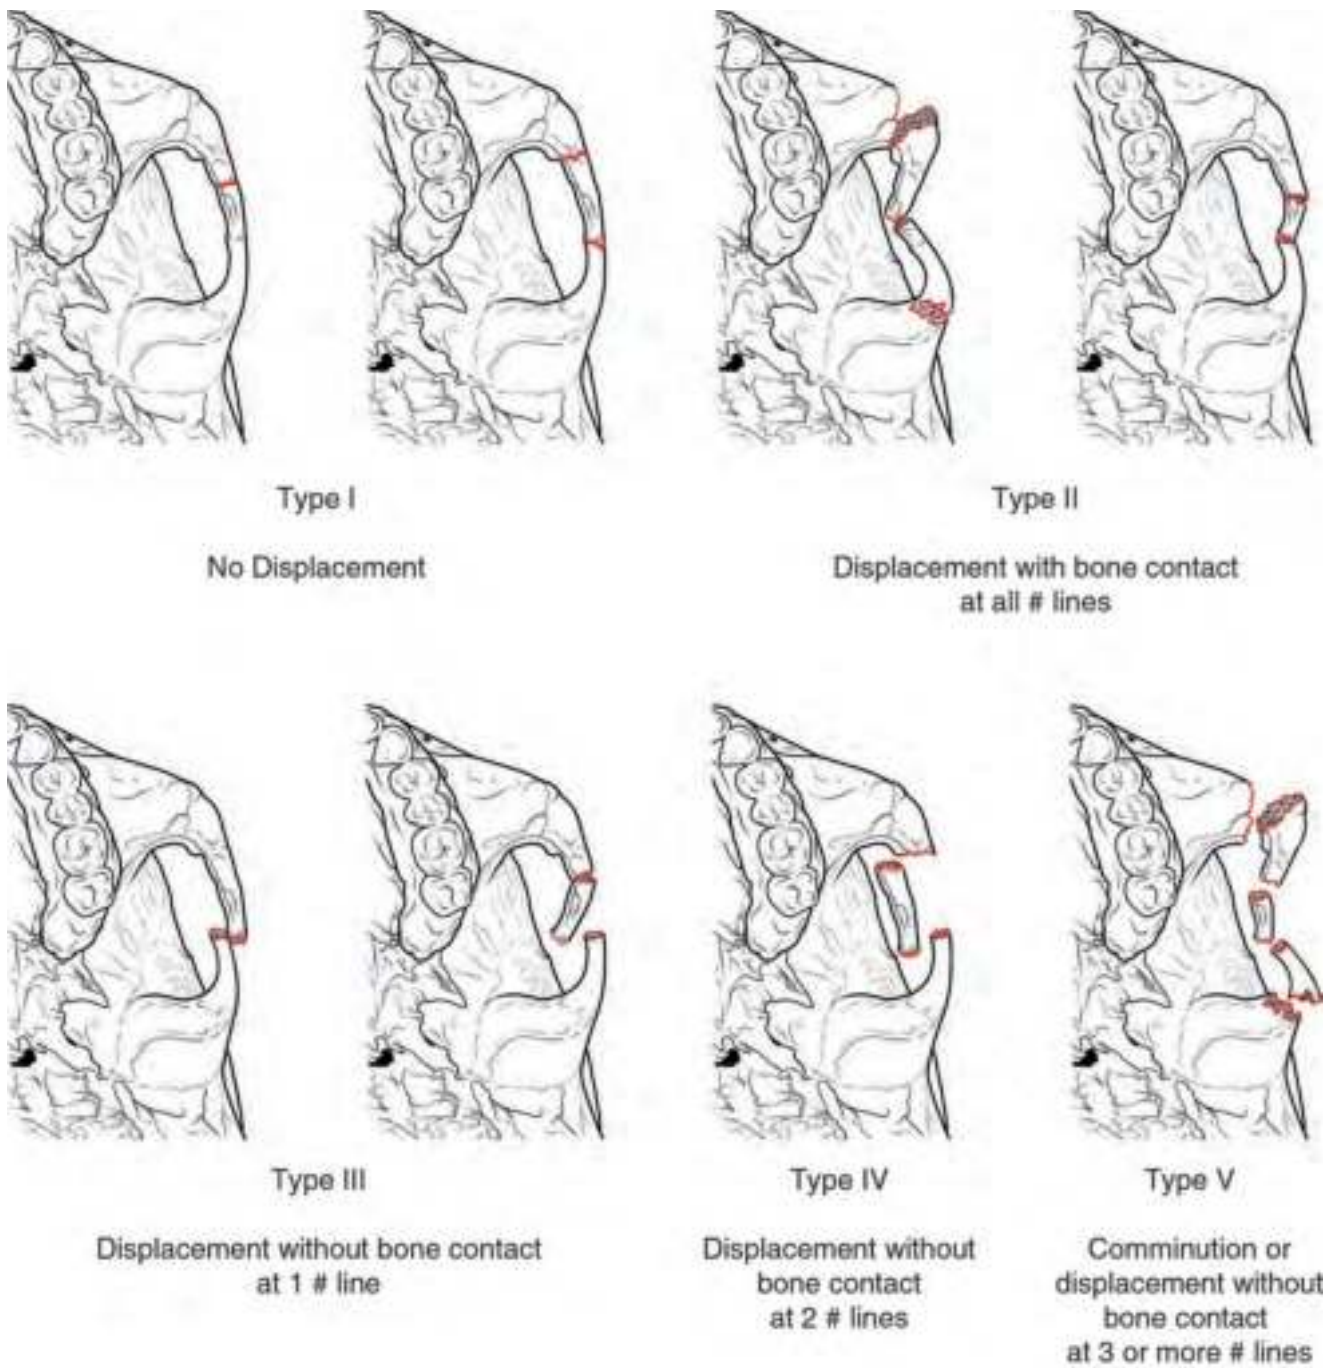 Type I
No Displacement
Type II
Displacement with bone contact
at all # lines
Type III
Displacement without bone contact
at 1 # line
Type IV
Displacement without
bone contact
at 2 # lines
Type V
Comminution or
displacement without
bone contact
at 3 or more # lines